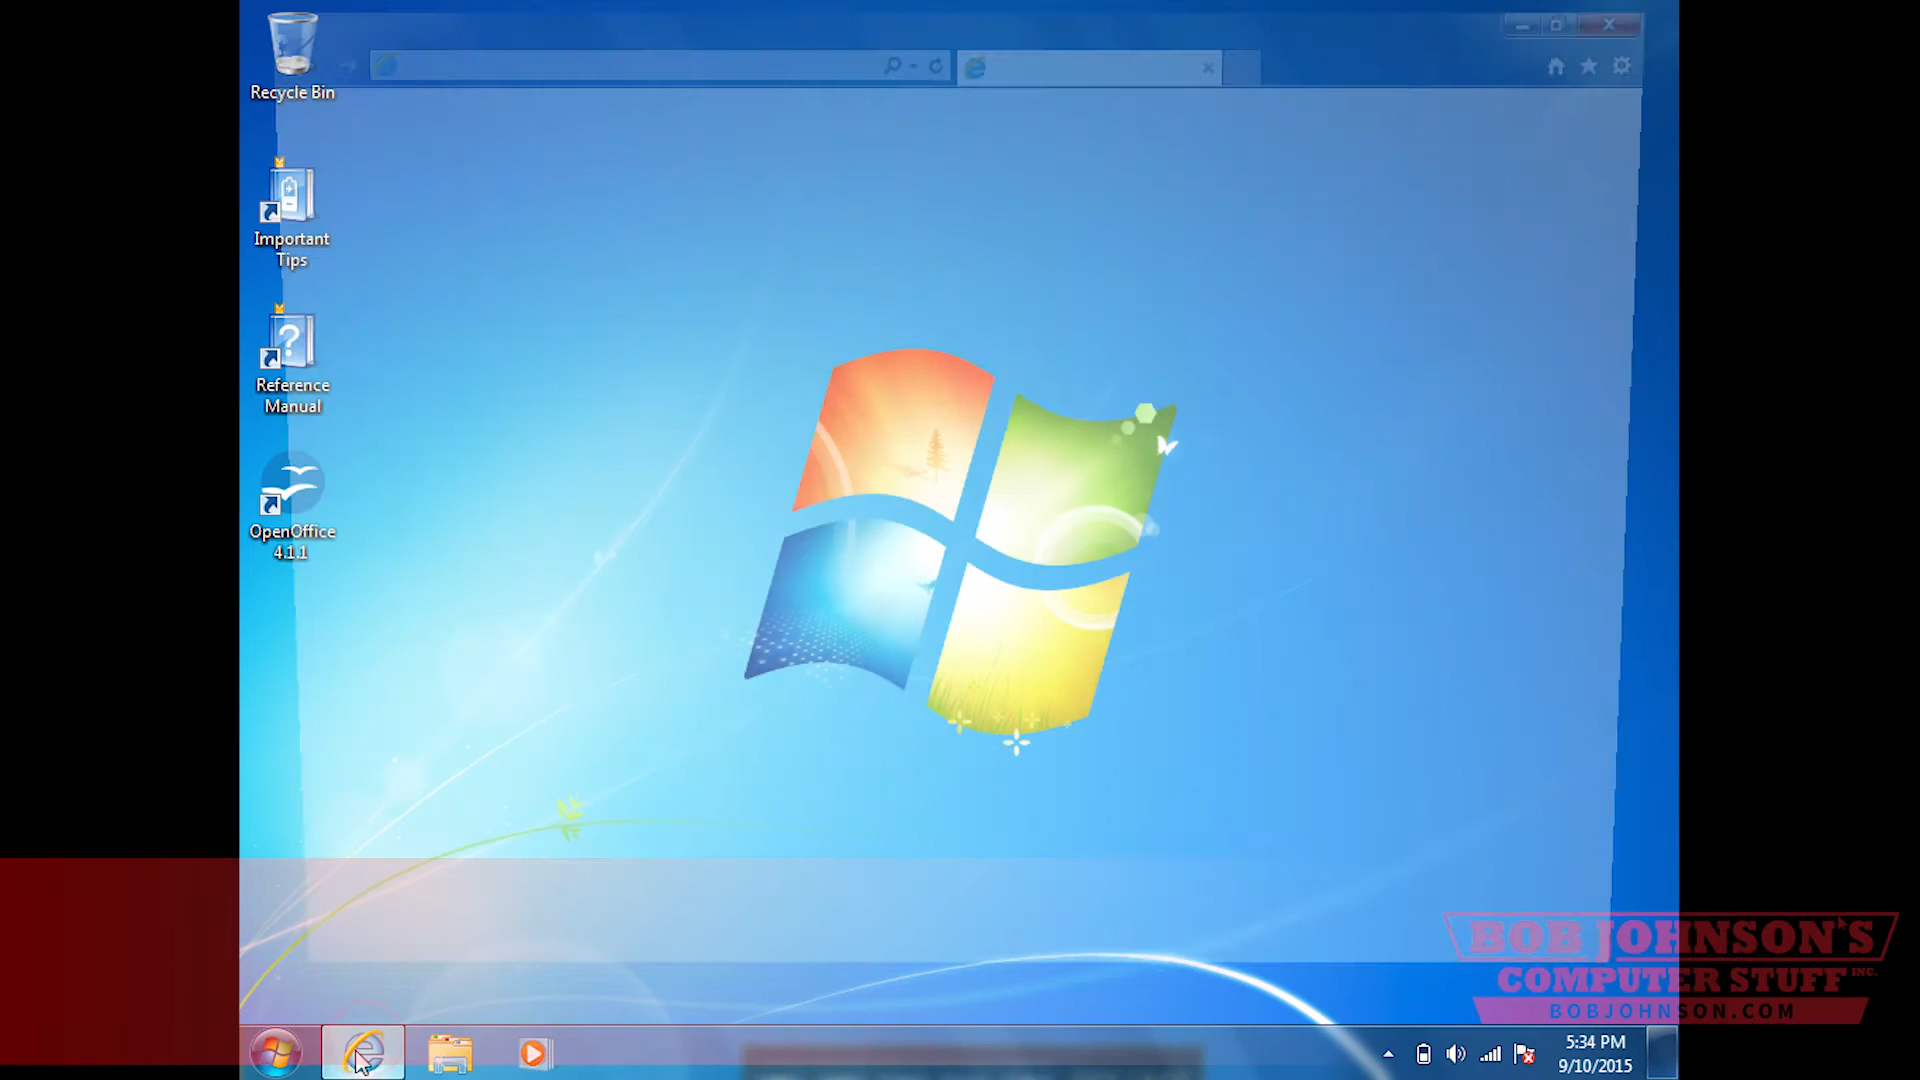 Recycle Bin
Important
Tips
Reference
Manual
OpenOffice
4.1.1
BOB JOHNSON'S
COMPUTER STUFF INC.
BOBJOHNSON.COM
5:34 PM
9/10/2015